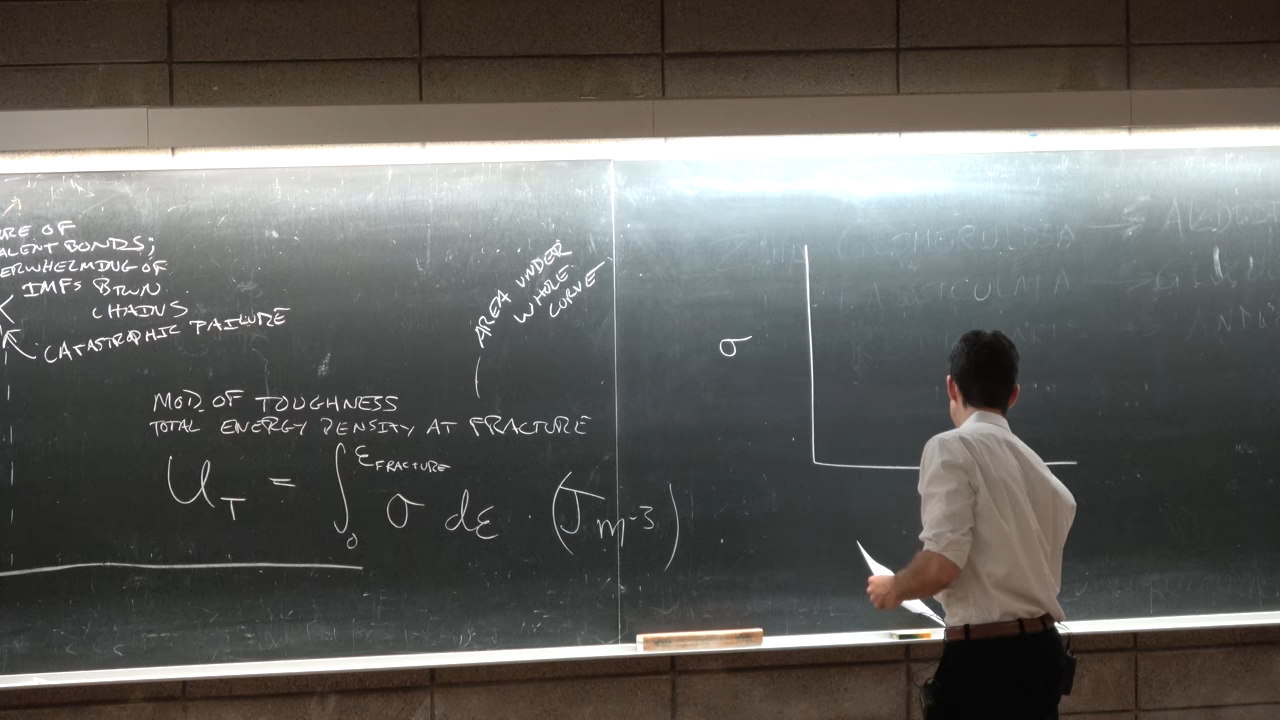 RE OF
ALENT BONDS;
ERWHELMING OF
IMFS BTWN
CHAINS
CATASTROPHIC FAILURE
AREA UNDER
WHOLE
CURVE
MOD. OF TOUGHNESS
TOTAL ENERGY DENSITY AT FRACTURE
U_T = ∫_0^{ε_FRACTURE} σ dε · (J m^-3)
σ